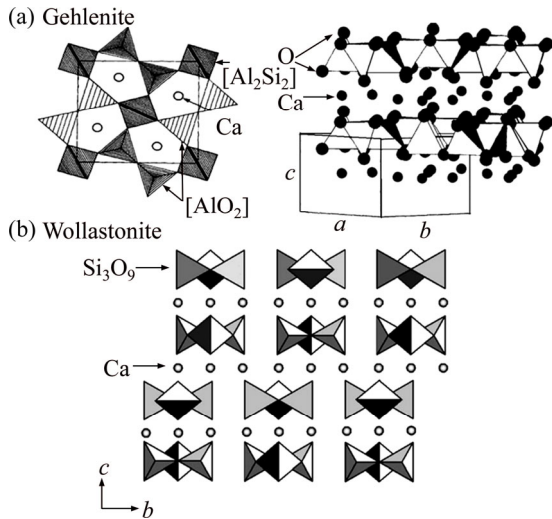 (a) Gehlenite
[Al₂Si₂]
Ca
[AlO₂]
O
Ca
c
a
b
(b) Wollastonite
Si₃O₉
Ca
c
b